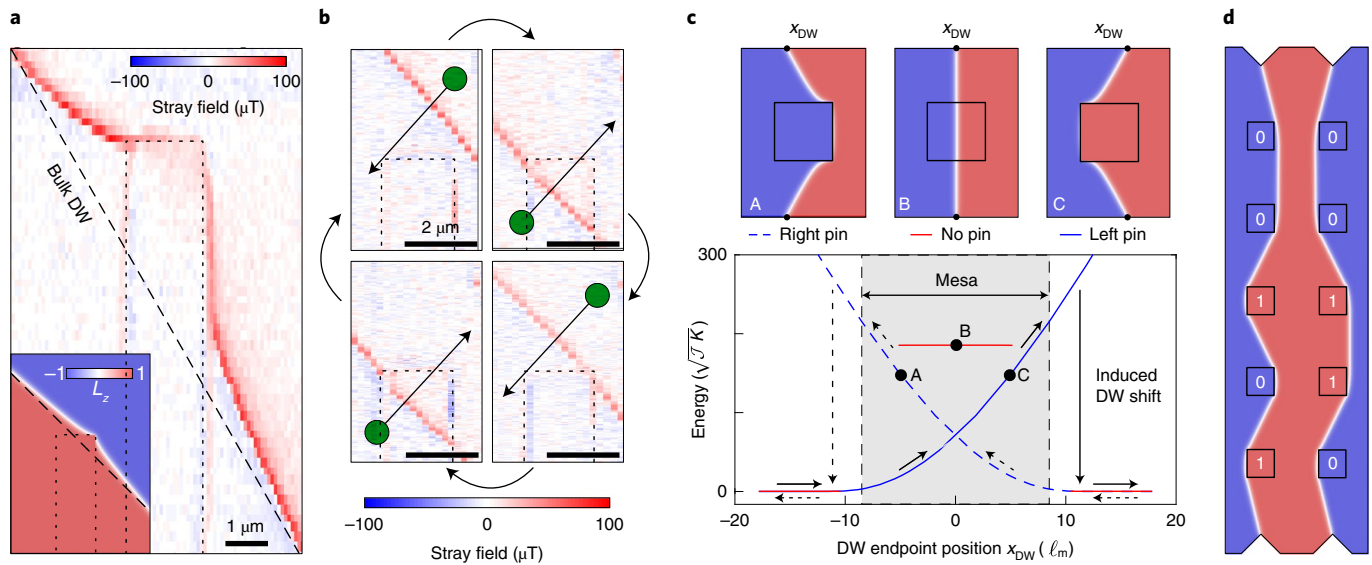 a
−100 0 100
Stray field (μT)
Bulk DW
−1 1
L_z
1 μm
b
2 μm
−100 0 100
Stray field (μT)
c
x_DW x_DW x_DW
A B C
Right pin No pin Left pin
300
Mesa
B
A C
Induced
DW shift
0
Energy (√𝒥K)
−20 −10 0 10 20
DW endpoint position x_DW (ℓ_m)
d
0 0
0 0
1 1
0 1
1 0